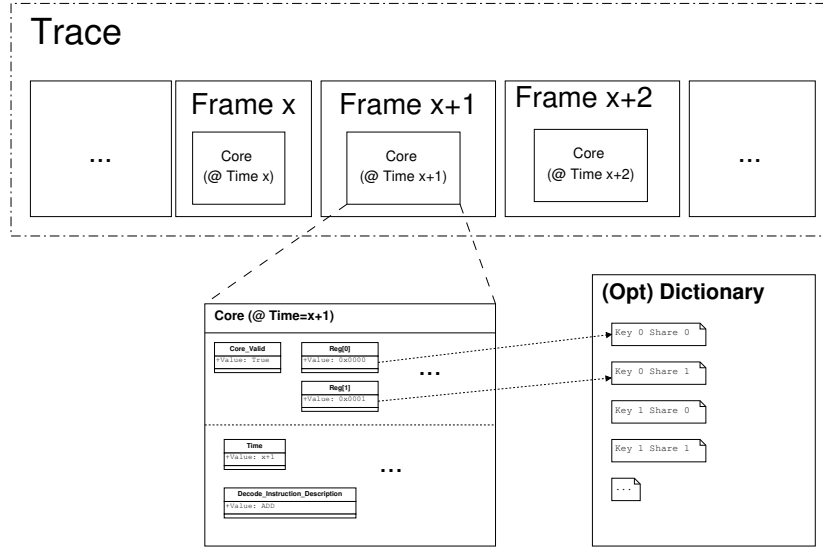 Trace
...
Frame x
Core
(@ Time x)
Frame x+1
Core
(@ Time x+1)
Frame x+2
Core
(@ Time x+2)
...
Core (@ Time=x+1)
Core_Valid
+Value: True
Reg[0]
+Value: 0x0000
...
Reg[1]
+Value: 0x0001
Time
+Value: x+1
...
Decode_Instruction_Description
+Value: ADD
(Opt) Dictionary
Key 0 Share 0
Key 0 Share 1
Key 1 Share 0
Key 1 Share 1
...